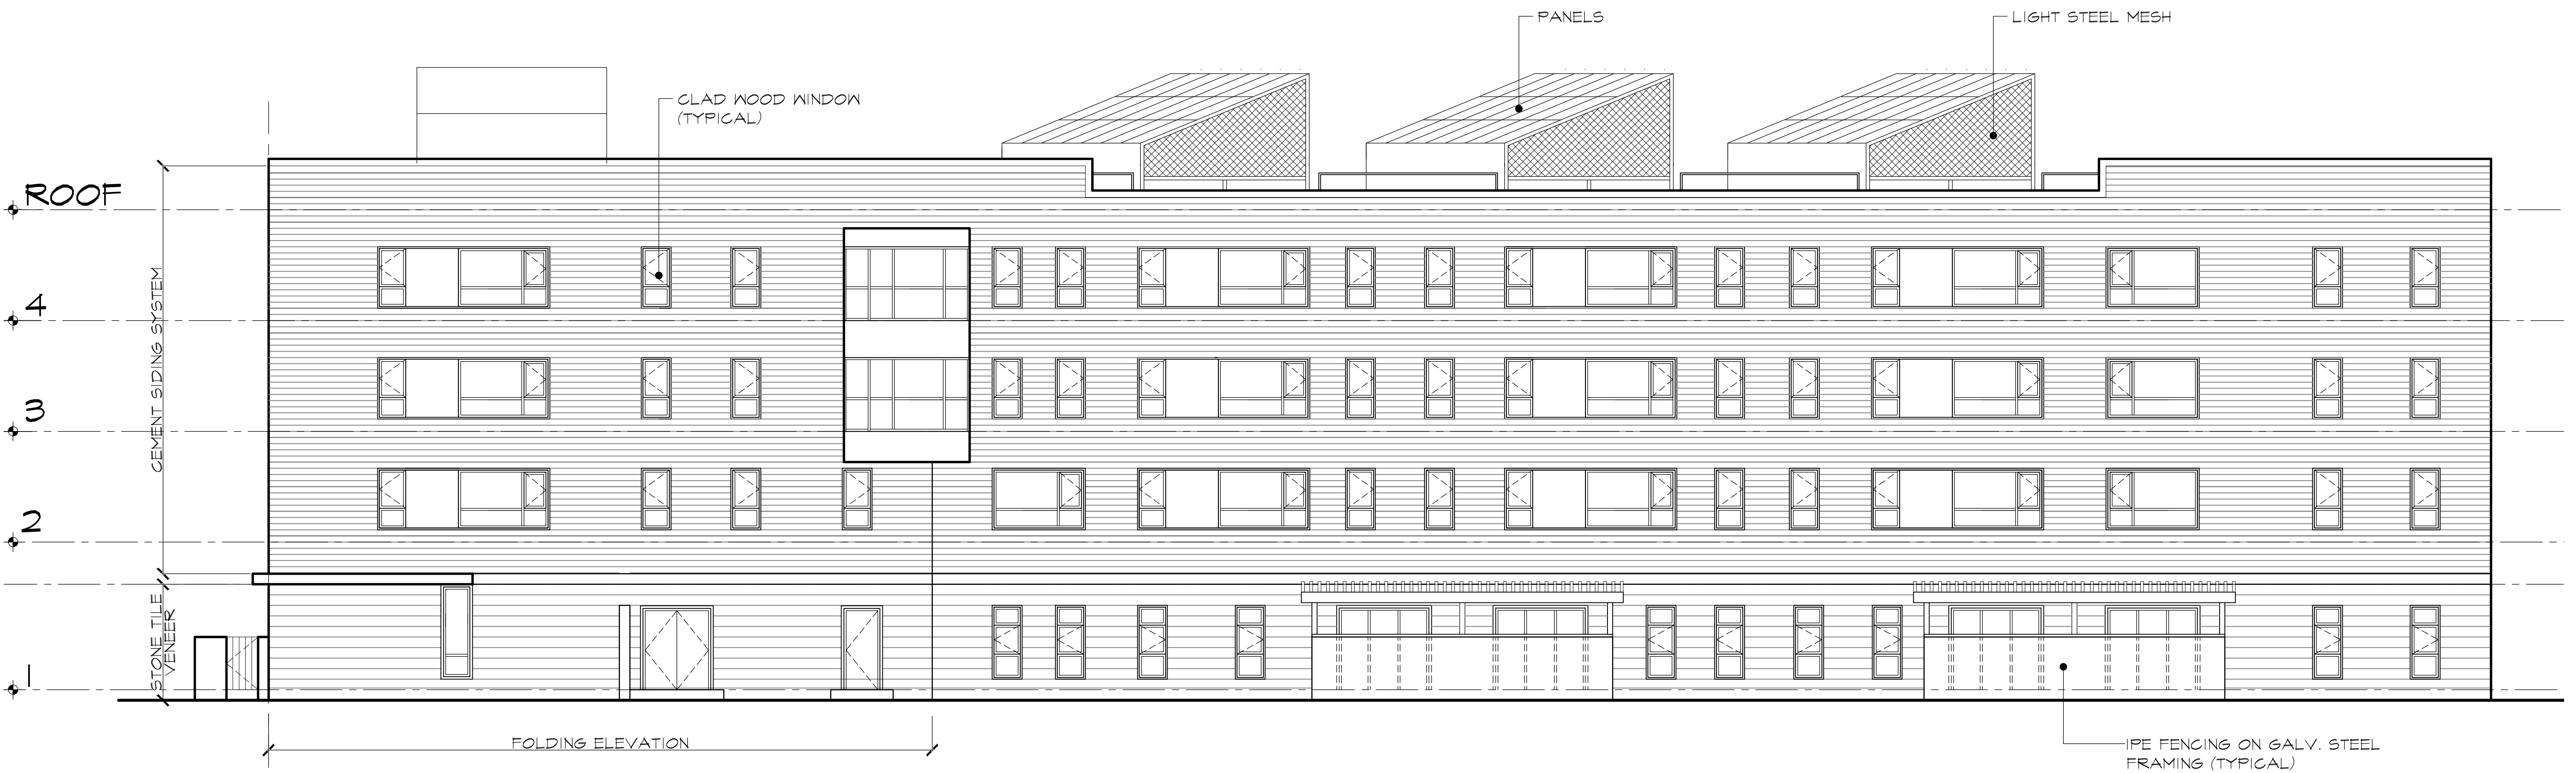 PANELS
LIGHT STEEL MESH
CLAD WOOD WINDOW
(TYPICAL)
ROOF
4
3
2
1
CEMENT SIDING SYSTEM
STONE TILE
VENEER
FOLDING ELEVATION
IPE FENCING ON GALV. STEEL
FRAMING (TYPICAL)